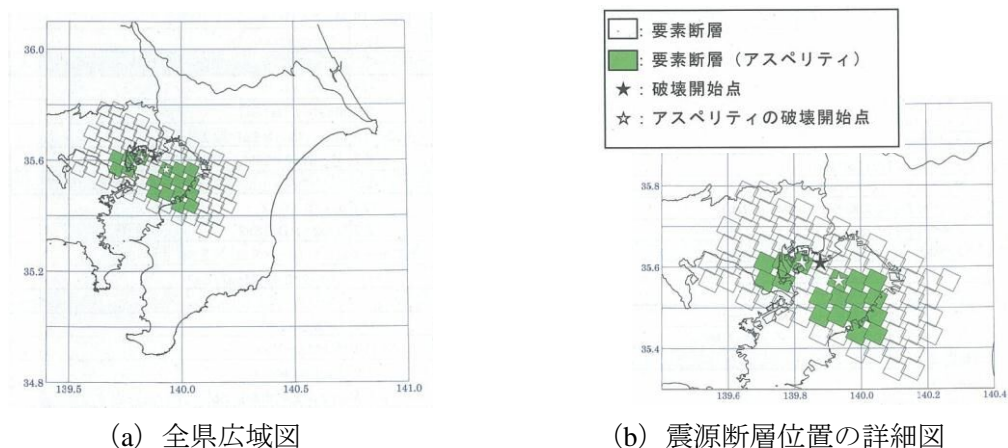 36.0
35.6
35.2
34.8
139.5
140.0
140.5
141.0
(a) 全県広域図
: 要素断層
: 要素断層（アスペリティ）
★: 破壊開始点
☆: アスペリティの破壊開始点
35.8
35.6
35.4
139.6
139.8
140.0
140.2
140.4
(b) 震源断層位置の詳細図